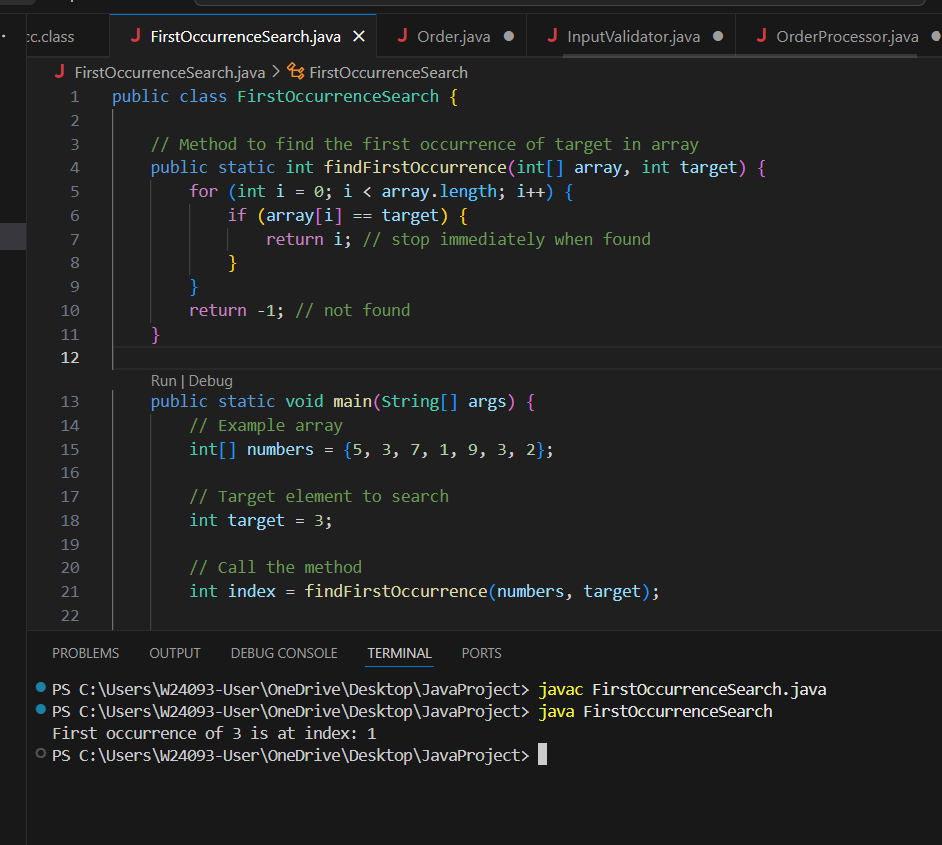 cc.class
J FirstOccurrenceSearch.java
J Order.java
J InputValidator.java
J OrderProcessor.java
J FirstOccurrenceSearch.java > FirstOccurrenceSearch
1 public class FirstOccurrenceSearch {
2
3 // Method to find the first occurrence of target in array
4 public static int findFirstOccurrence(int[] array, int target) {
5 for (int i = 0; i < array.length; i++) {
6 if (array[i] == target) {
7 return i; // stop immediately when found
8 }
9 }
10 return -1; // not found
11 }
12
Run | Debug
13 public static void main(String[] args) {
14 // Example array
15 int[] numbers = {5, 3, 7, 1, 9, 3, 2};
16
17 // Target element to search
18 int target = 3;
19
20 // Call the method
21 int index = findFirstOccurrence(numbers, target);
22
PROBLEMS OUTPUT DEBUG CONSOLE TERMINAL PORTS
PS C:\Users\W24093-User\OneDrive\Desktop\JavaProject> javac FirstOccurrenceSearch.java
PS C:\Users\W24093-User\OneDrive\Desktop\JavaProject> java FirstOccurrenceSearch
First occurrence of 3 is at index: 1
PS C:\Users\W24093-User\OneDrive\Desktop\JavaProject>